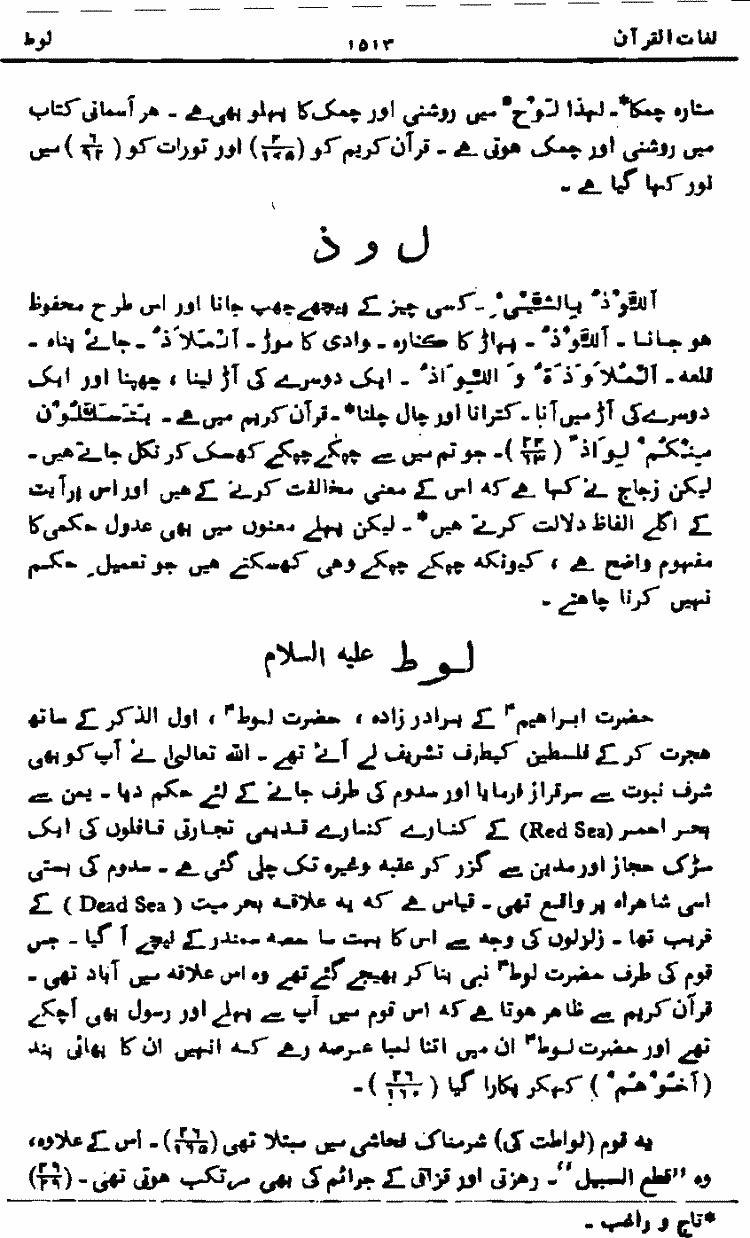 لغات القرآن ۱۵۱۳ لوط
ستارہ چمکا*۔ لہذا لَوْحٌ میں روشنی اور چمک کا پہلو بھی ہے ۔ ہر آسمانی کتاب
میں روشنی اور چمک ہوتی ہے ۔ قرآن کریم کو اور تورات کو میں
نور کہا گیا ہے ۔
ل و ذ
اَللَّوْذُ بِالشَّیْیِٔ ۔ کسی چیز کے پیچھے چھپ جانا اور اس طرح محفوظ
ہو جانا ۔ اَللَّوْذُ ۔ پہاڑ کا کنارہ ۔ وادی کا موڑ ۔ اَلْمَلَاذُ ۔ جائے پناہ ۔
قلعہ ۔ اَلْمُلَاوَذَۃُ وَ اللِّوَاذُ ۔ ایک دوسرے کی آڑ لینا ، چھپنا اور ایک
دوسرے کی آڑ میں آنا ۔ کترانا اور چال چلنا*۔ قرآن کریم میں ہے ۔ یَتَسَلَّلُوْنَ
مِنْکُمْ لِوَاذً (۲۴/۶۳)۔ جو تم میں سے چپکے چپکے کھسک کر نکل جاتے ہیں ۔
لیکن زجاج نے کہا ہے کہ اس کے معنی مخالفت کرنے کے ہیں اور اس پر آیت
کے اگلے الفاظ دلالت کرتے ہیں*۔ لیکن پہلے معنوں میں بھی عدول حکمی کا
مفہوم واضح ہے ، کیونکہ چپکے چپکے وہی کھسکتے ہیں جو تعمیلِ حکم
نہیں کرنا چاہتے ۔
لوط علیہ السلام
حضرت ابراہیمؑ کے برادر زادہ ، حضرت لوطؑ ، اول الذکر کے ساتھ
ہجرت کر کے فلسطین کیطرف تشریف لے آئے تھے ۔ اللہ تعالیٰ نے آپ کو بھی
شرف نبوت سے سرفراز فرمایا اور سدوم کی طرف جانے کے لئے حکم دیا ۔ یمن سے
بحر احمر (Red Sea) کے کنارے کنارے قدیمی تجارتی قافلوں کی ایک
سڑک حجاز اور مدین سے گزر کر عقبہ وغیرہ تک چلی گئی ہے ۔ سدوم کی بستی
اسی شاہراہ پر واقع تھی ۔ قیاس ہے کہ یہ علاقہ بحر میت (Dead Sea) کے
قریب تھا ۔ زلزلوں کی وجہ سے اس کا بہت سا حصہ سمندر کے نیچے آ گیا ۔ جس
قوم کی طرف حضرت لوطؑ نبی بنا کر بھیجے گئے تھے وہ اس علاقہ میں آباد تھی ۔
قرآن کریم سے ظاہر ہوتا ہے کہ اس قوم میں آپ سے پہلے اور رسول بھی آچکے
تھے اور حضرت لوطؑ ان میں اتنا لمبا عرصہ رہے کہ انہیں ان کا بھائی بند
(اَخُوْھُمْ) کہکر پکارا گیا (۲۶/۱۶۰)۔
یہ قوم (لواطت کی) شرمناک فحاشی میں مبتلا تھی (۲۶/۱۶۵)۔ اس کے علاوہ،
وہ ”قطع السبیل“۔ رہزنی اور قزاقی کے جرائم کی بھی مرتکب ہوتی تھی ۔ (۲۹/۲۹)
*تاج و راغب ۔